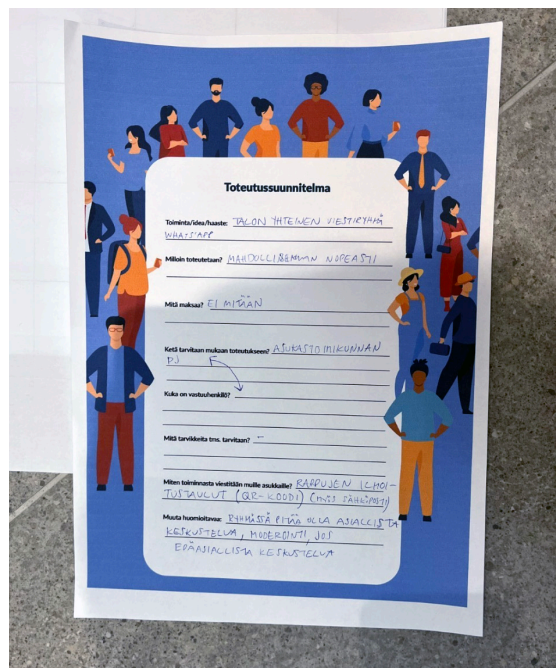 Toteutussuunnitelma
Toiminta/idea/haaste: TALON YHTEINEN VIESTIRYHMÄ
WHATSAPP
Milloin toteutetaan? MAHDOLLISIMMAN NOPEASTI
Mitä maksaa? EI MITÄÄN
Ketä tarvitaan mukaan toteutukseen? ASUKASTOIMIKUNNAN
PJ
Kuka on vastuuhenkilö?
Mitä tarvikkeita tms. tarvitaan? –
Miten toiminnasta viestitään muille asukkaille? RAPPUJEN ILMOI-
TUSTAULUT (QR-KOODI) (MYÖS SÄHKÖPOSTI)
Muuta huomioitavaa: RYHMÄSSÄ PITÄÄ OLLA ASIALLISTA
KESKUSTELUA, MODEROINTI, JOS
EPÄASIALLISTA KESKUSTELUA